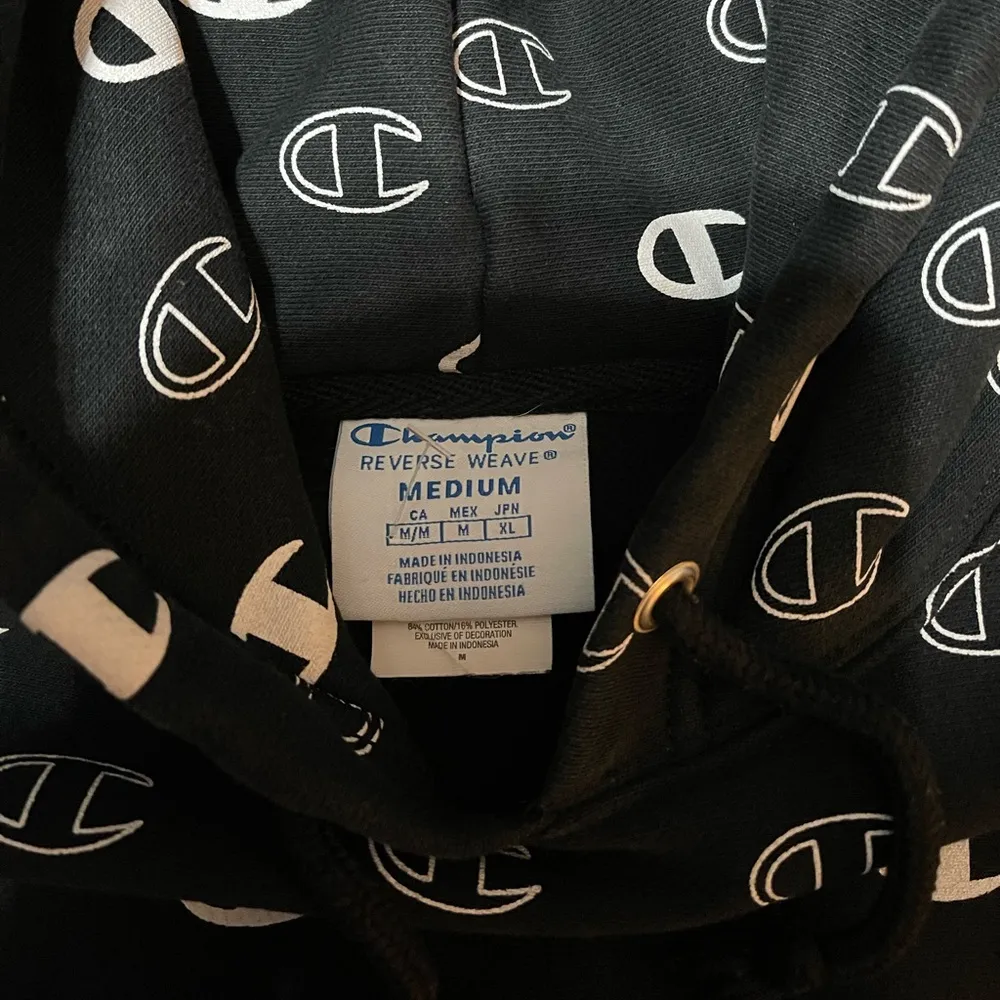 Champion®
REVERSE WEAVE®
MEDIUM
CA MEX JPN
M/M M XL
MADE IN INDONESIA
FABRIQUÉ EN INDONÉSIE
HECHO EN INDONESIA
84% COTTON/16% POLYESTER
EXCLUSIVE OF DECORATION
MADE IN INDONESIA
M